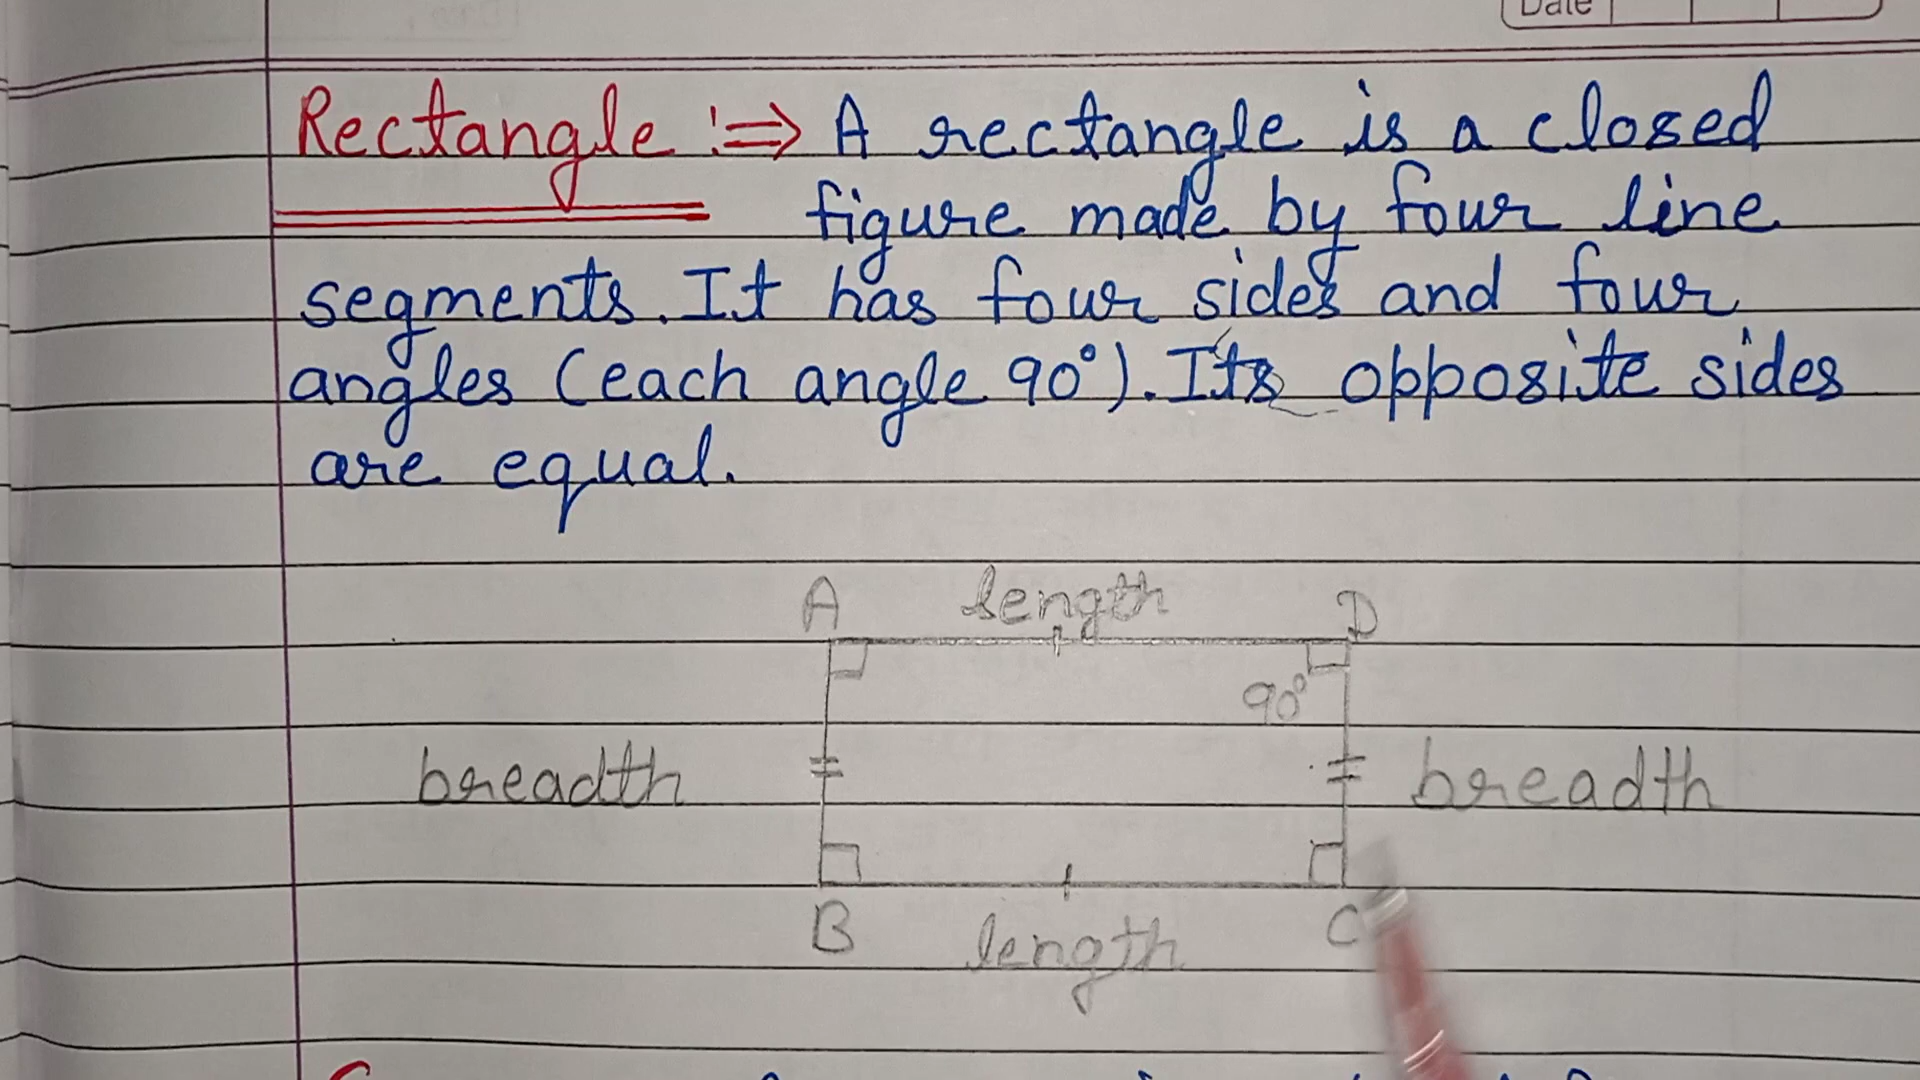 Date
Rectangle :⇒ A rectangle is a closed
figure made by four line
segments. It has four sides and four
angles (each angle 90°). Its opposite sides
are equal.
A length D
90°
breadth breadth
B length C